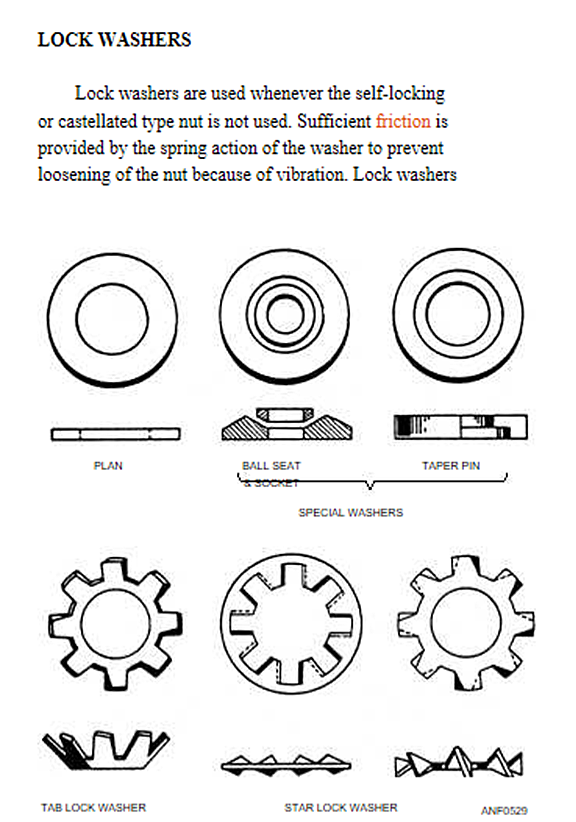 LOCK WASHERS
Lock washers are used whenever the self-locking
or castellated type nut is not used. Sufficient friction is
provided by the spring action of the washer to prevent
loosening of the nut because of vibration. Lock washers
PLAN
BALL SEAT
& SOCKET
TAPER PIN
SPECIAL WASHERS
TAB LOCK WASHER
STAR LOCK WASHER
ANF0529